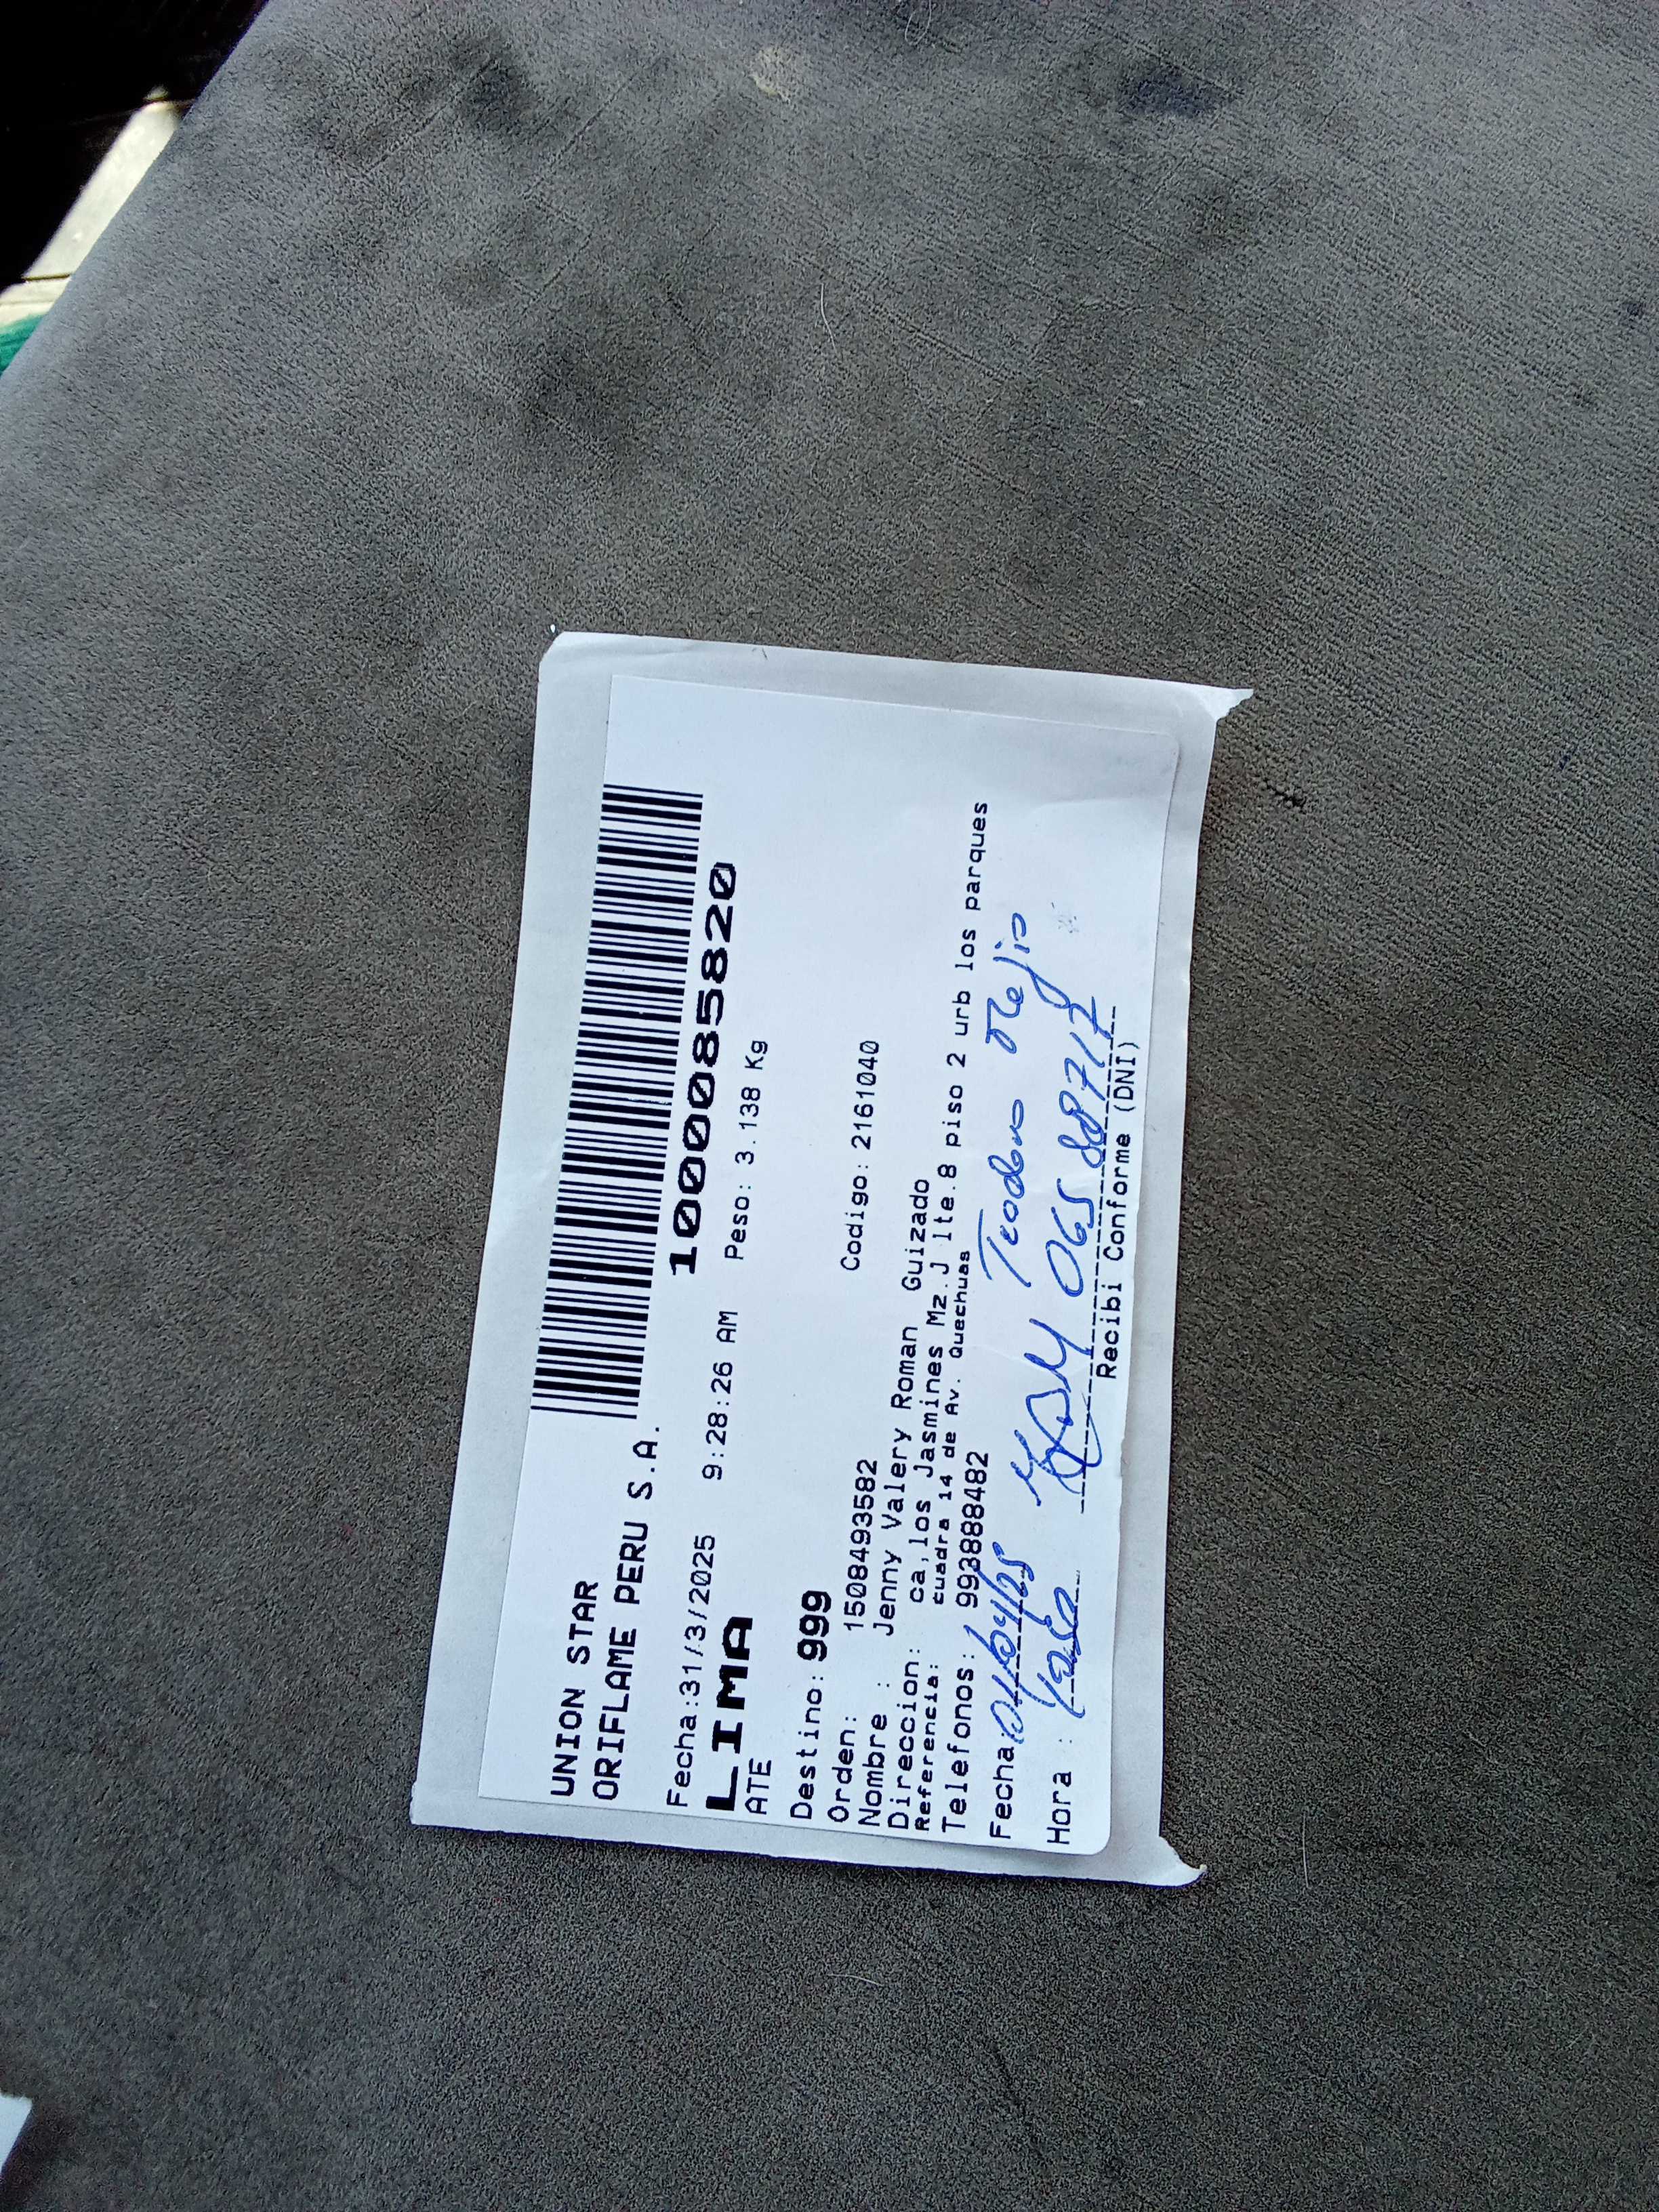 UNION STAR
ORIFLAME PERU S.A.
1000085820
Fecha:31/3/2025 9:28:26 AM Peso: 3.138 Kg
LIMA
ATE
Destino: 999
Orden: 1508493582 Codigo: 2161040
Nombre : Jenny Valery Roman Guizado
Direccion: ca,los Jasmines Mz.J lte.8 piso 2 urb los parques
Referencia: cuadra 14 de Av. Quechuas
Telefonos: 993888482
Fecha: 01/04/25 Teodoro Mejia
Hora :
Recibi Conforme (DNI)